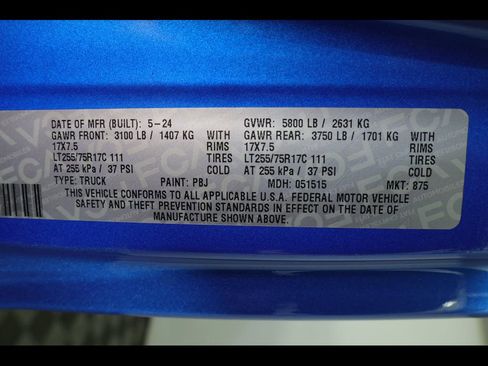 DATE OF MFR (BUILT): 5-24 GVWR: 5800 LB / 2631 KG
GAWR FRONT: 3100 LB / 1407 KG WITH GAWR REAR: 3750 LB / 1701 KG WITH
17X7.5 RIMS 17X7.5 RIMS
LT255/75R17C 111 TIRES LT255/75R17C 111 TIRES
AT 255 kPa / 37 PSI COLD AT 255 kPa / 37 PSI COLD
TYPE: TRUCK PAINT: PBJ MDH: 051515 MKT: 875
THIS VEHICLE CONFORMS TO ALL APPLICABLE U.S.A. FEDERAL MOTOR VEHICLE
SAFETY AND THEFT PREVENTION STANDARDS IN EFFECT ON THE DATE OF
MANUFACTURE SHOWN ABOVE.